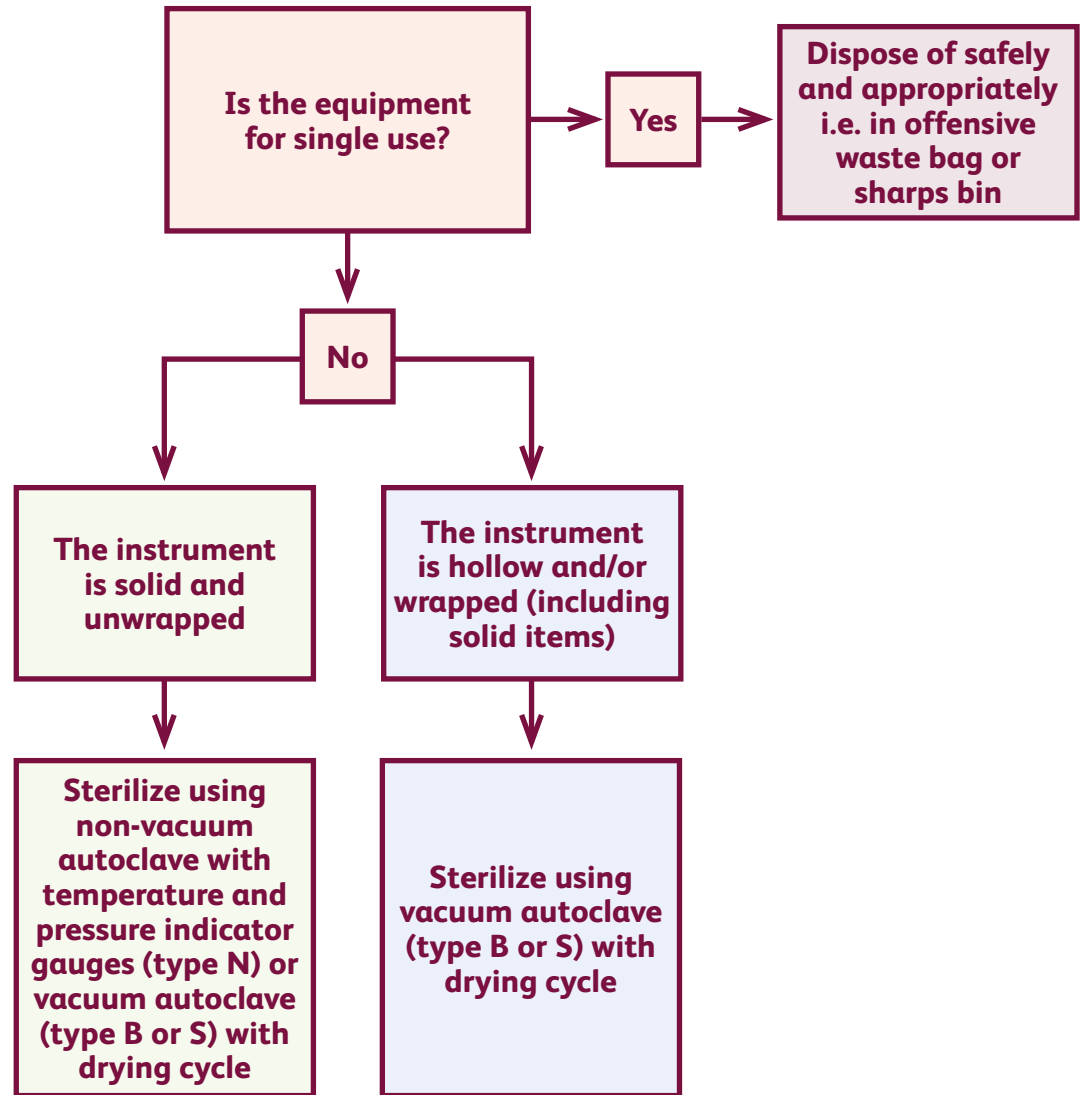 Is the equipment
for single use?
Yes
Dispose of safely
and appropriately
i.e. in offensive
waste bag or
sharps bin
No
The instrument
is solid and
unwrapped
The instrument
is hollow and/or
wrapped (including
solid items)
Sterilize using
non-vacuum
autoclave with
temperature and
pressure indicator
gauges (type N) or
vacuum autoclave
(type B or S) with
drying cycle
Sterilize using
vacuum autoclave
(type B or S) with
drying cycle